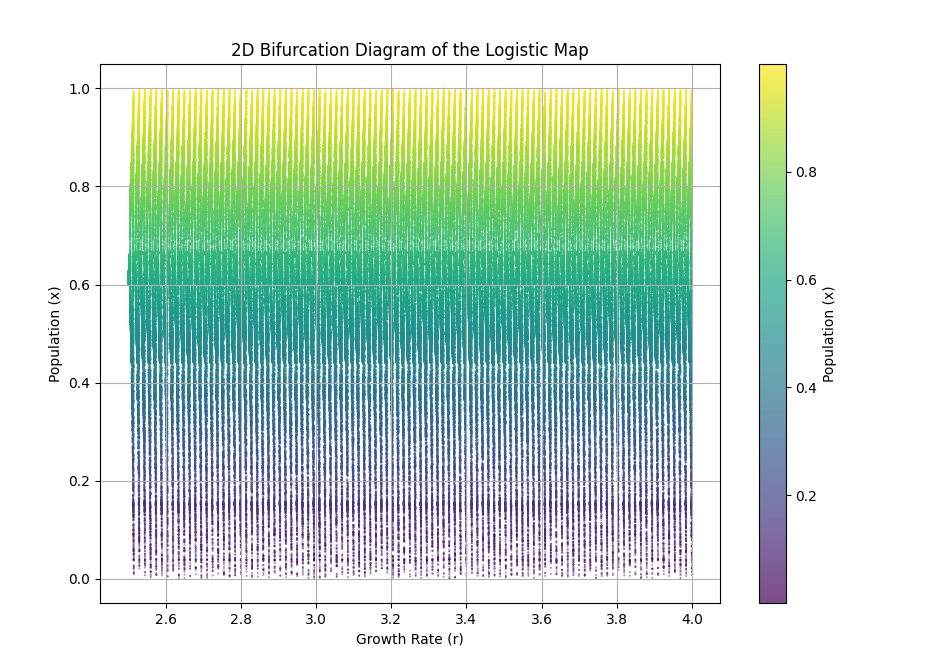 2D Bifurcation Diagram of the Logistic Map
Population (x)
1.0
0.8
0.6
0.4
0.2
0.0
2.6 2.8 3.0 3.2 3.4 3.6 3.8 4.0
Growth Rate (r)
0.8
0.6
0.4
0.2
Population (x)